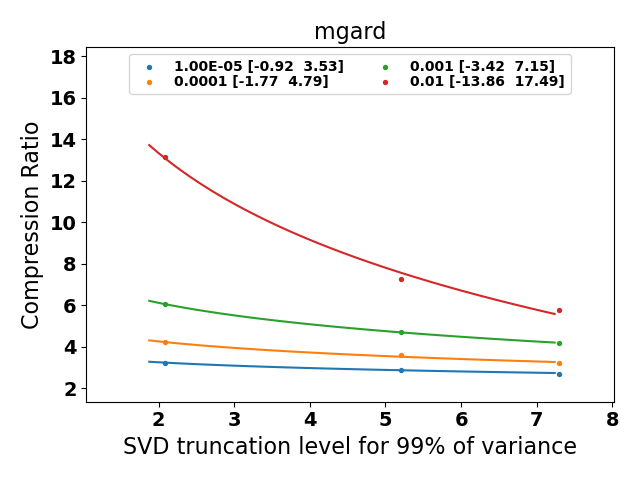 mgard
1.00E-05 [-0.92  3.53]
0.0001 [-1.77  4.79]
0.001 [-3.42  7.15]
0.01 [-13.86  17.49]
Compression Ratio
18
16
14
12
10
8
6
4
2
2 3 4 5 6 7 8
SVD truncation level for 99% of variance